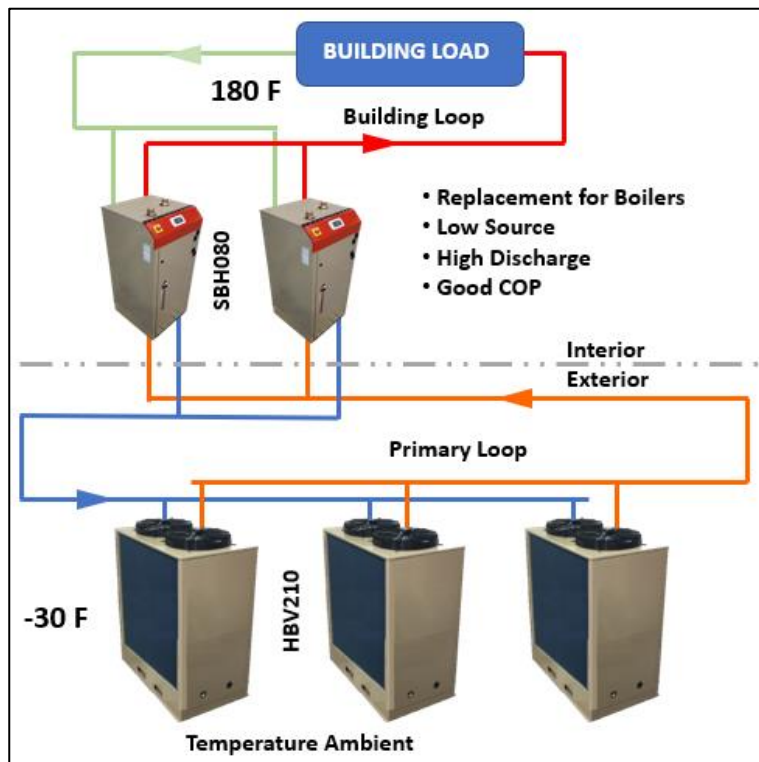 BUILDING LOAD
180 F
Building Loop
• Replacement for Boilers
• Low Source
• High Discharge
• Good COP
SBH080
Interior
Exterior
Primary Loop
-30 F
HBV210
Temperature Ambient